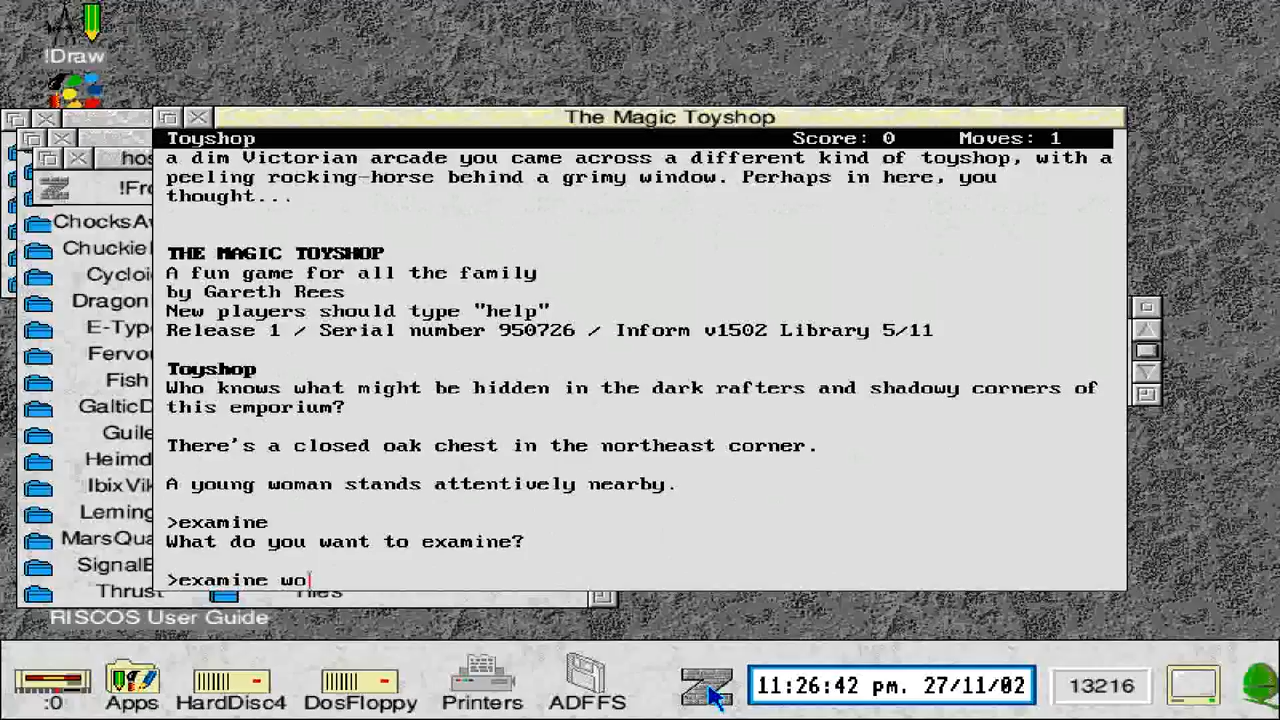 !Draw
The Magic Toyshop
Toyshop Score: 0 Moves: 1
a dim Victorian arcade you came across a different kind of toyshop, with a
peeling rocking-horse behind a grimy window. Perhaps in here, you
thought...
THE MAGIC TOYSHOP
A fun game for all the family
by Gareth Rees
New players should type "help"
Release 1 / Serial number 950726 / Inform v1502 Library 5/11
Toyshop
Who knows what might be hidden in the dark rafters and shadowy corners of
this emporium?
There's a closed oak chest in the northeast corner.
A young woman stands attentively nearby.
>examine
What do you want to examine?
>examine wo
hos
!Fro
ChocksAw
Chuckie
Cycloi
Dragon
E-Type
Fervou
Fish
GalticD
Guile
Heimd
IbixVik
Leming
MarsQua
SignalB
Thrust
RISCOS User Guide
:0
Apps
HardDisc4
DosFloppy
Printers
ADFFS
11:26:42 pm. 27/11/02
13216